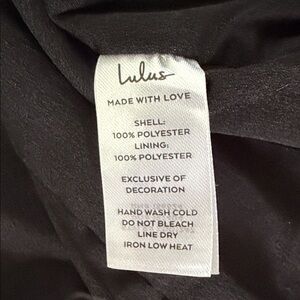 Lulus
MADE WITH LOVE
SHELL:
100% POLYESTER
LINING:
100% POLYESTER
EXCLUSIVE OF
DECORATION
HAND WASH COLD
DO NOT BLEACH
LINE DRY
IRON LOW HEAT